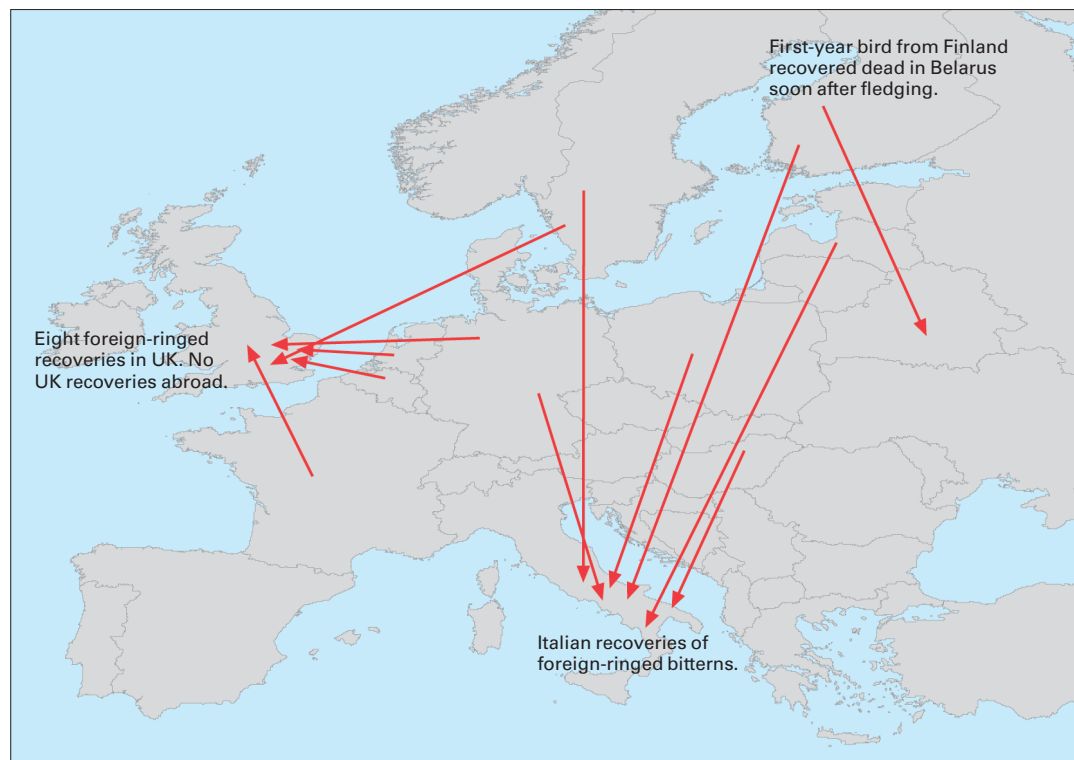 First-year bird from Finland
recovered dead in Belarus
soon after fledging.
Eight foreign-ringed
recoveries in UK. No
UK recoveries abroad.
Italian recoveries of
foreign-ringed bitterns.